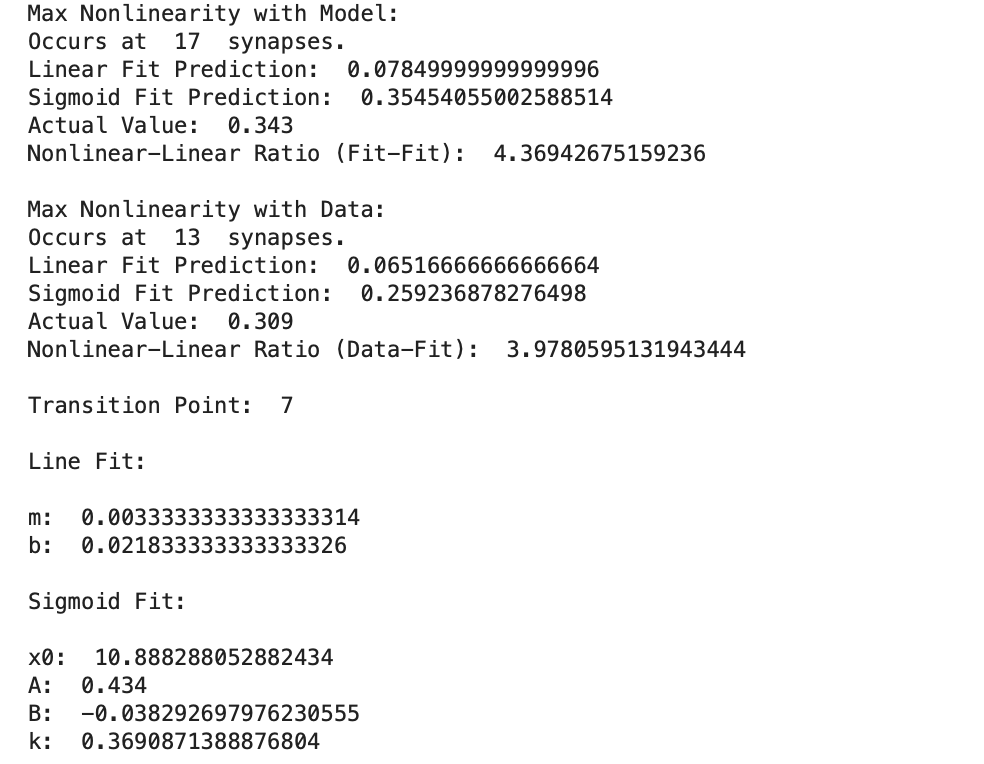 Max Nonlinearity with Model:
Occurs at  17  synapses.
Linear Fit Prediction:  0.07849999999999996
Sigmoid Fit Prediction:  0.35454055002588514
Actual Value:  0.343
Nonlinear-Linear Ratio (Fit-Fit):  4.36942675159236
Max Nonlinearity with Data:
Occurs at  13  synapses.
Linear Fit Prediction:  0.06516666666666664
Sigmoid Fit Prediction:  0.259236878276498
Actual Value:  0.309
Nonlinear-Linear Ratio (Data-Fit):  3.9780595131943444
Transition Point:  7
Line Fit:
m:  0.0033333333333333314
b:  0.021833333333333326
Sigmoid Fit:
x0:  10.888288052882434
A:  0.434
B:  -0.038292697976230555
k:  0.3690871388876804